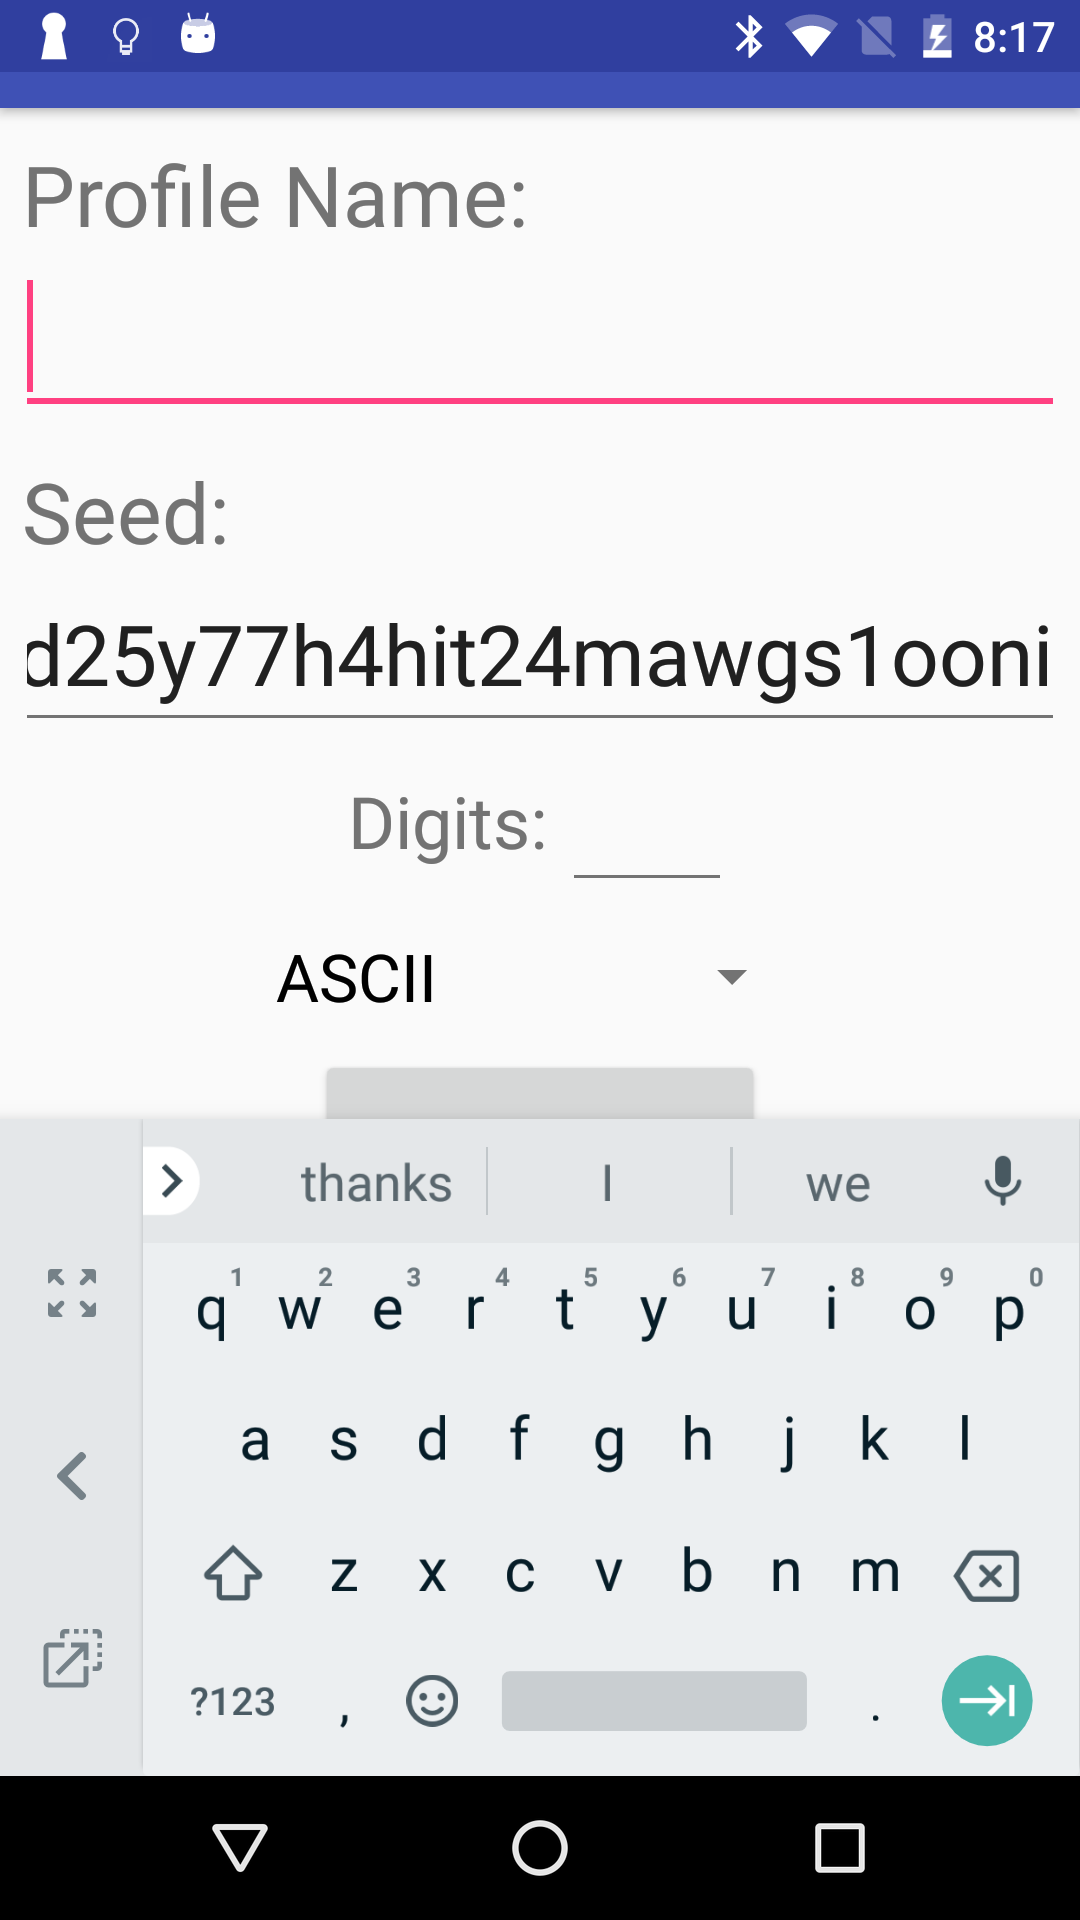 8:17
Profile Name:
Seed:
d25y77h4hit24mawgs1ooni
Digits:
ASCII
thanks I we
1 2 3 4 5 6 7 8 9 0
q w e r t y u i o p
a s d f g h j k l
z x c v b n m
?123 , .